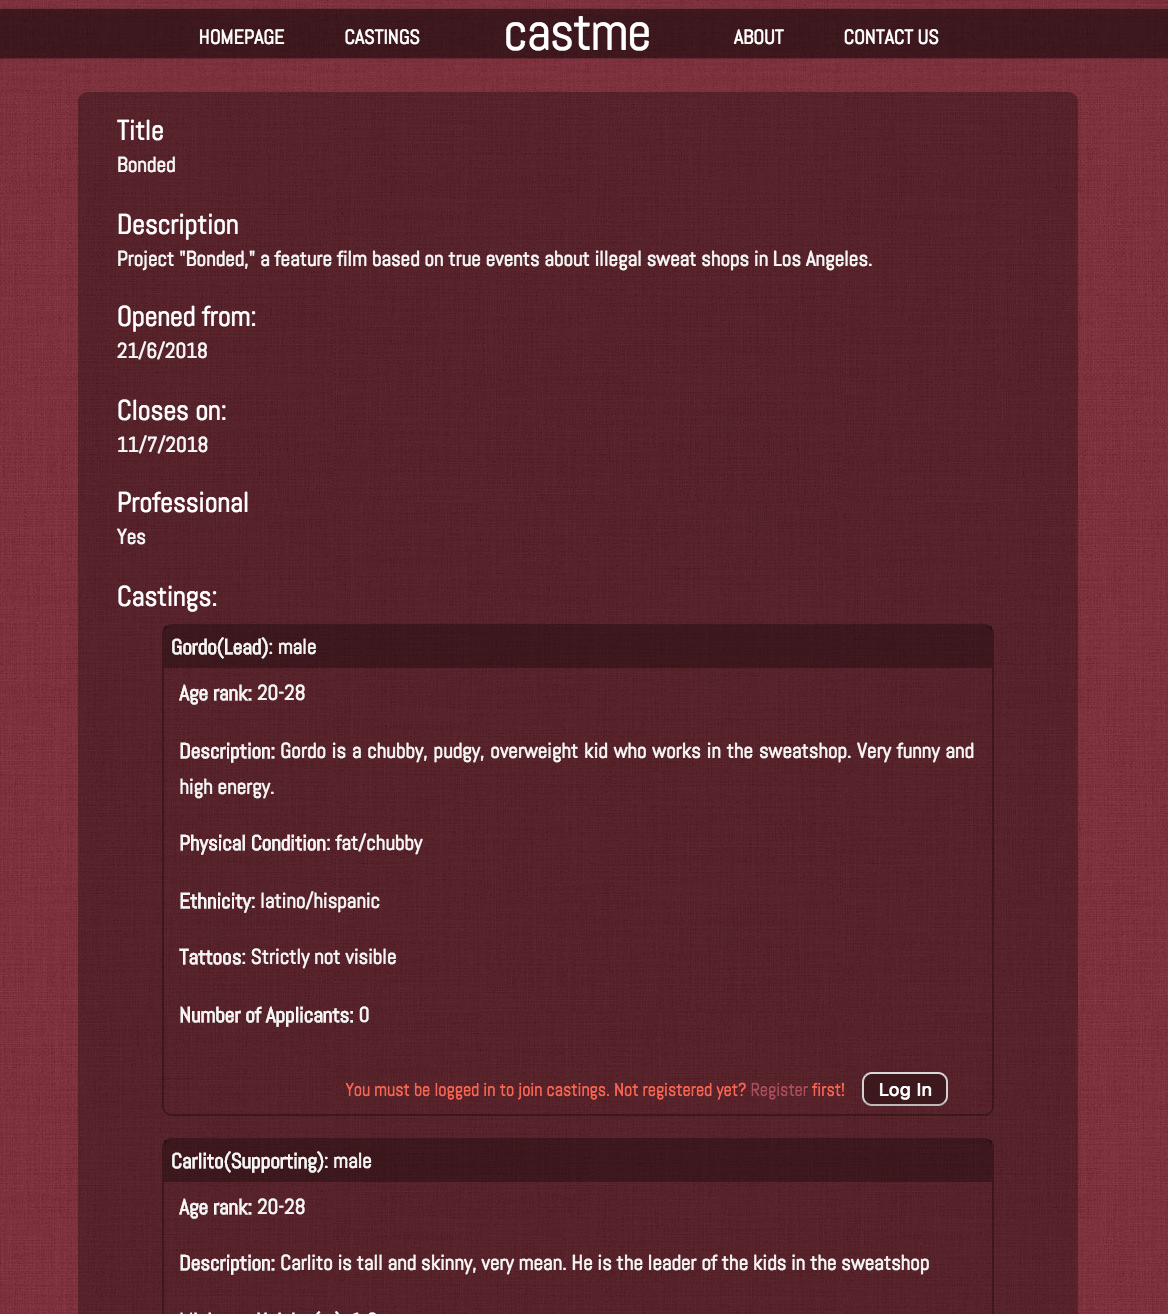 HOMEPAGE CASTINGS castme ABOUT CONTACT US
Title
Bonded
Description
Project "Bonded," a feature film based on true events about illegal sweat shops in Los Angeles.
Opened from:
21/6/2018
Closes on:
11/7/2018
Professional
Yes
Castings:
Gordo(Lead): male
Age rank: 20-28
Description: Gordo is a chubby, pudgy, overweight kid who works in the sweatshop. Very funny and
high energy.
Physical Condition: fat/chubby
Ethnicity: latino/hispanic
Tattoos: Strictly not visible
Number of Applicants: 0
You must be logged in to join castings. Not registered yet? Register first! Log In
Carlito(Supporting): male
Age rank: 20-28
Description: Carlito is tall and skinny, very mean. He is the leader of the kids in the sweatshop